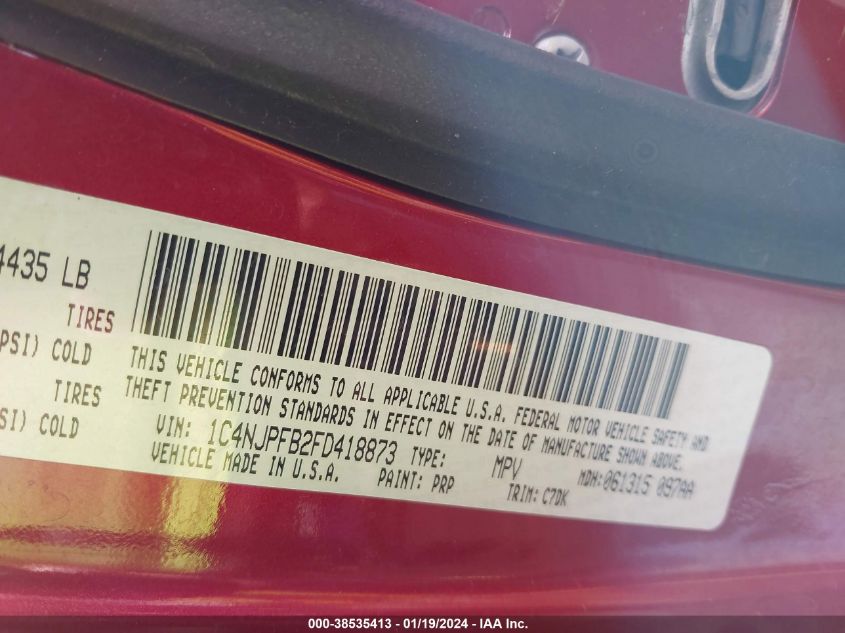 4435 LB
TIRES
PSI) COLD
TIRES
SI) COLD
THIS VEHICLE CONFORMS TO ALL APPLICABLE U.S.A. FEDERAL MOTOR VEHICLE SAFETY AND
THEFT PREVENTION STANDARDS IN EFFECT ON THE DATE OF MANUFACTURE SHOWN ABOVE.
VIN: 1C4NJPFB2FD418873 TYPE: MPV MDH:061315 097AA
VEHICLE MADE IN U.S.A. PAINT: PRP TRIM: C7DK
000-38535413 - 01/19/2024 - IAA Inc.